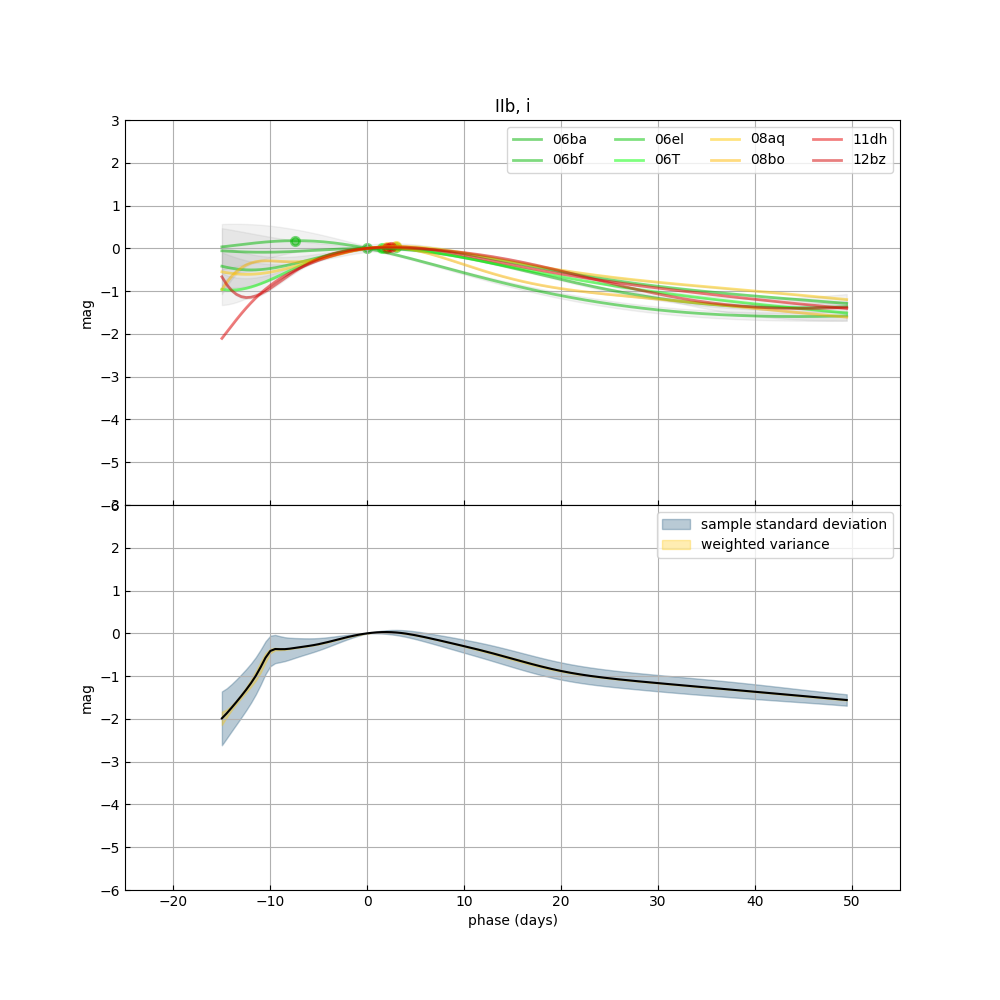 IIb, i
3
2
1
0
−1
−2
−3
−4
−5
−6
mag
06ba 06el 08aq 11dh
06bf 06T 08bo 12bz
3
2
1
0
−1
−2
−3
−4
−5
−6
mag
sample standard deviation
weighted variance
−20 −10 0 10 20 30 40 50
phase (days)